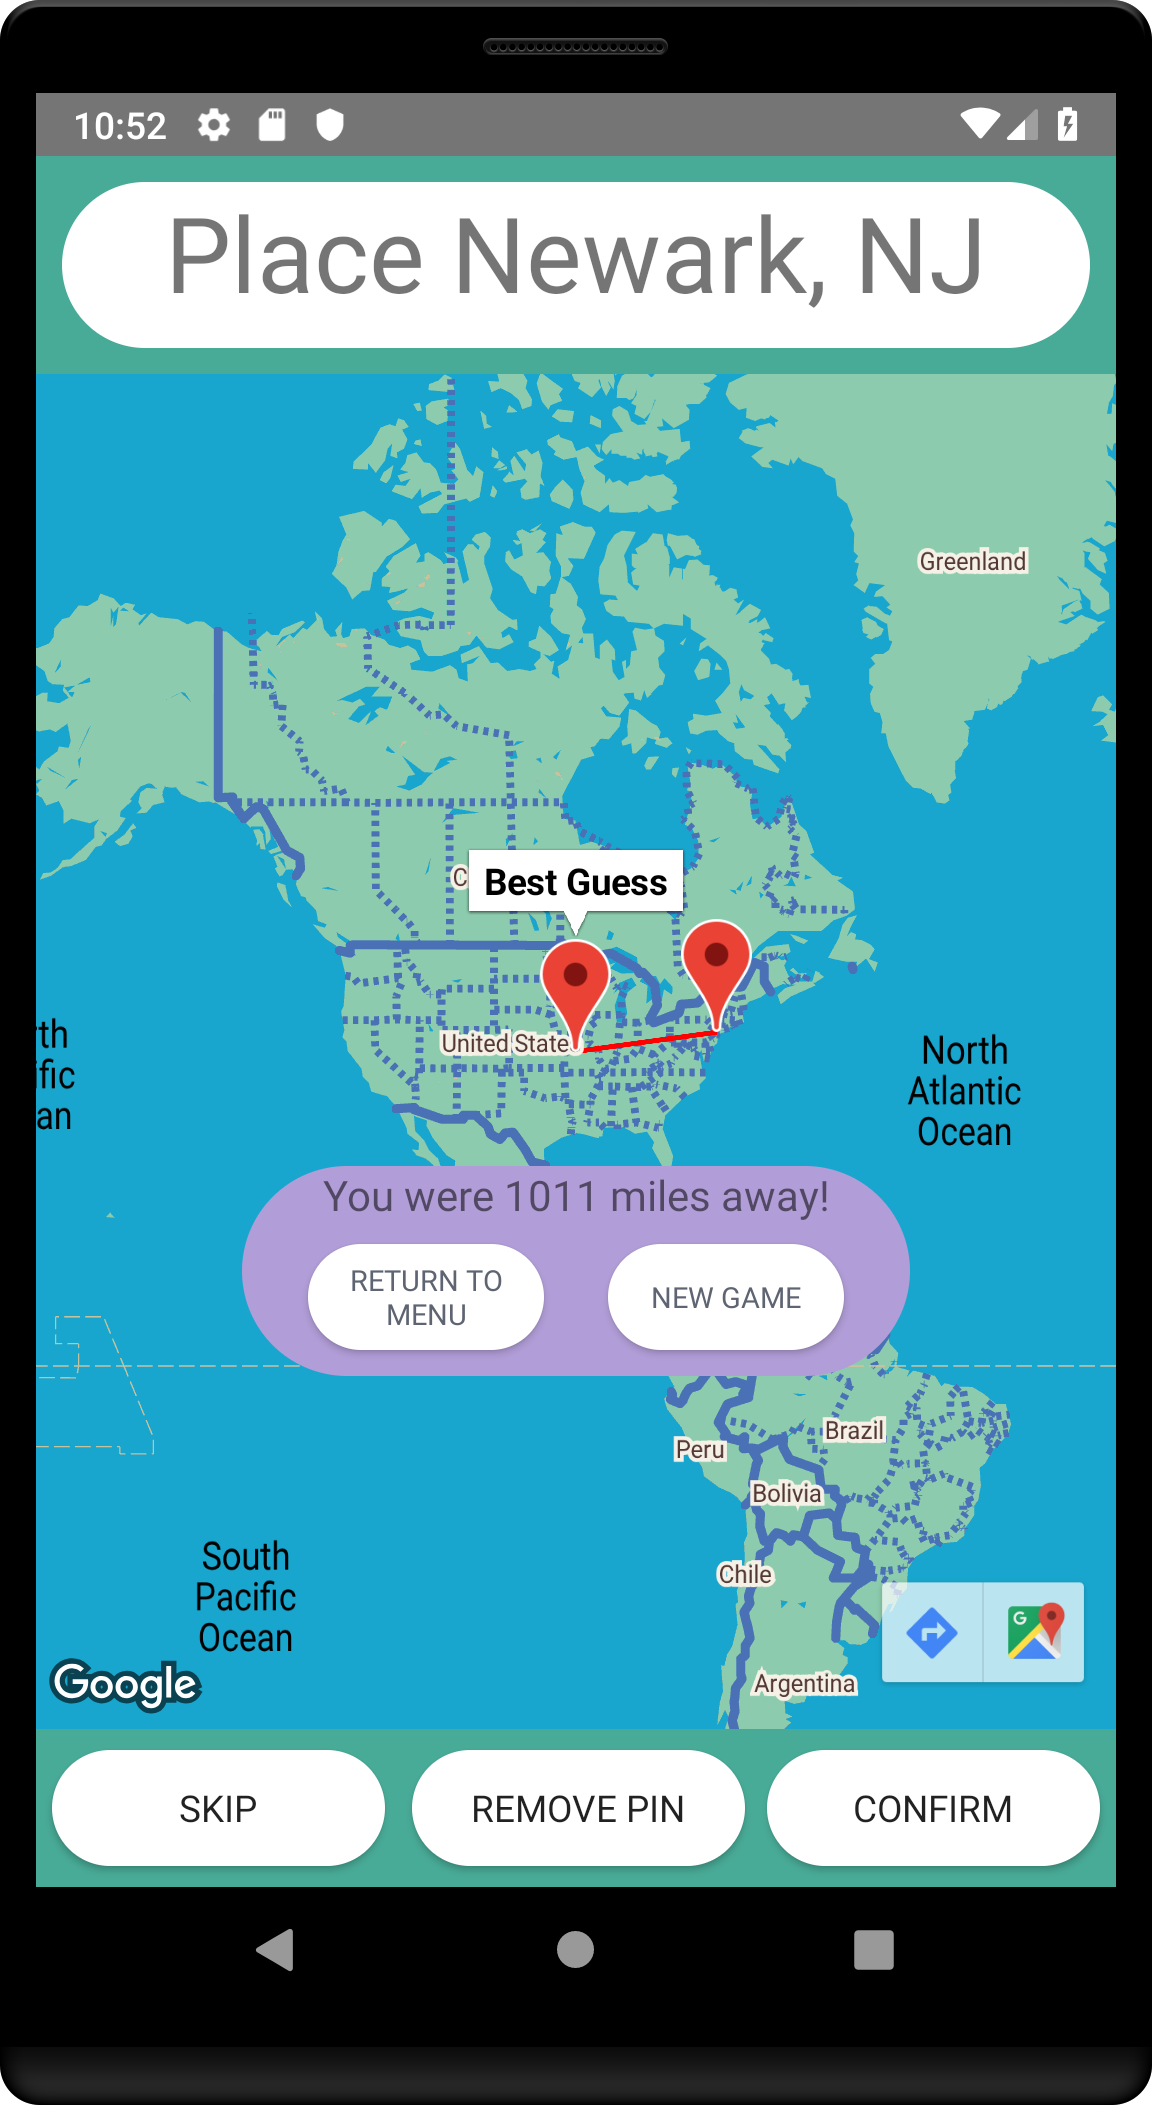 10:52
Place Newark, NJ
Greenland
C
Best Guess
United State
rth
ific
an
North
Atlantic
Ocean
You were 1011 miles away!
RETURN TO
MENU
NEW GAME
Brazil
Peru
Bolivia
South
Pacific
Ocean
Chile
G
Argentina
Google
SKIP
REMOVE PIN
CONFIRM